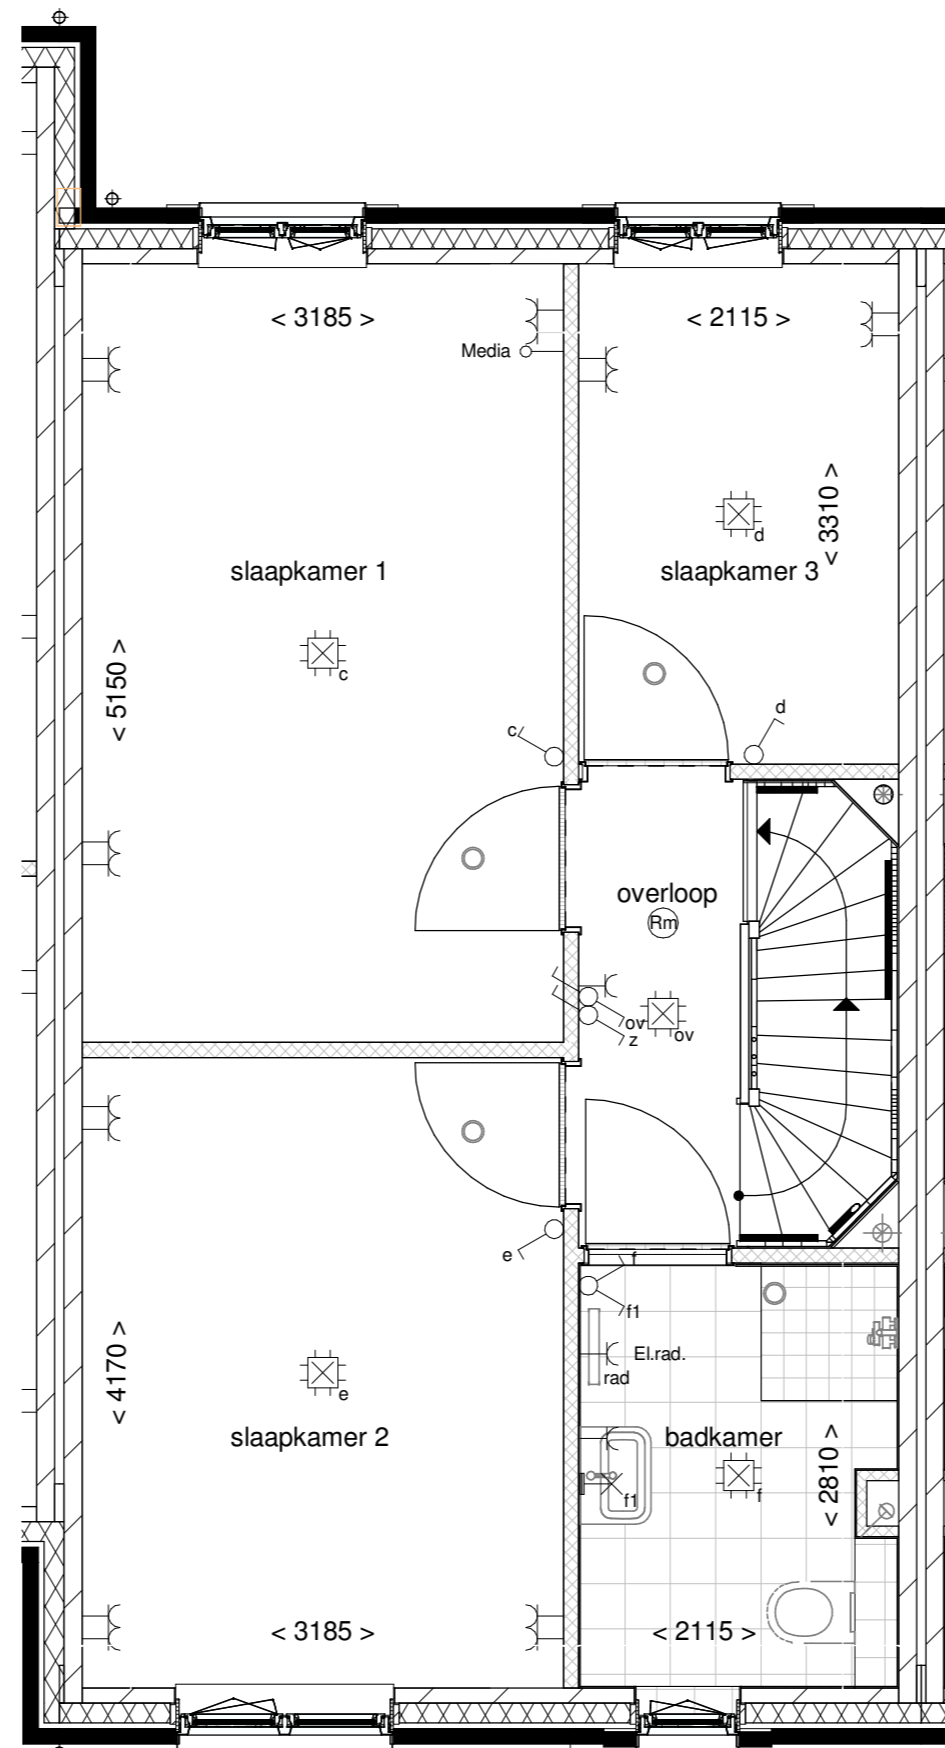 < 3185 >
< 2115 >
Media
d
< 3310 >
slaapkamer 1
slaapkamer 3
c
< 5150 >
c
d
overloop
Rm
ov
z
ov
e
f
f1
El.rad.
rad
< 4170 >
e
slaapkamer 2
badkamer
f1
f
< 2810 >
< 3185 >
< 2115 >